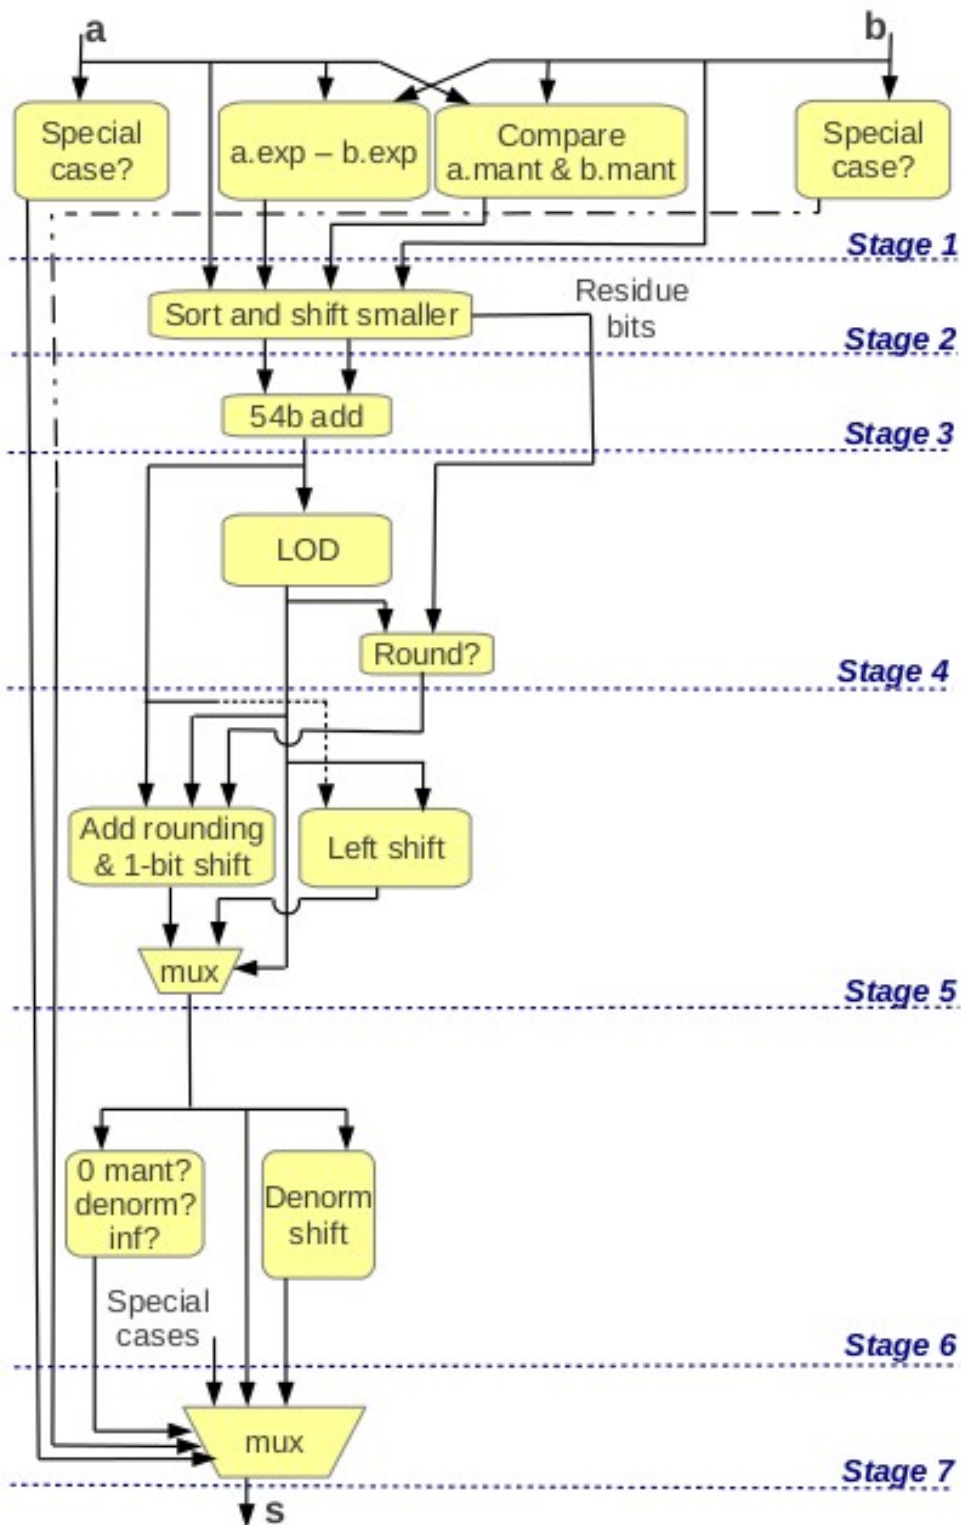 a
b
Special
case?
a.exp – b.exp
Compare
a.mant & b.mant
Special
case?
Stage 1
Sort and shift smaller
Residue
bits
Stage 2
54b add
Stage 3
LOD
Round?
Stage 4
Add rounding
& 1-bit shift
Left shift
mux
Stage 5
0 mant?
denorm?
inf?
Denorm
shift
Special
cases
Stage 6
mux
Stage 7
s